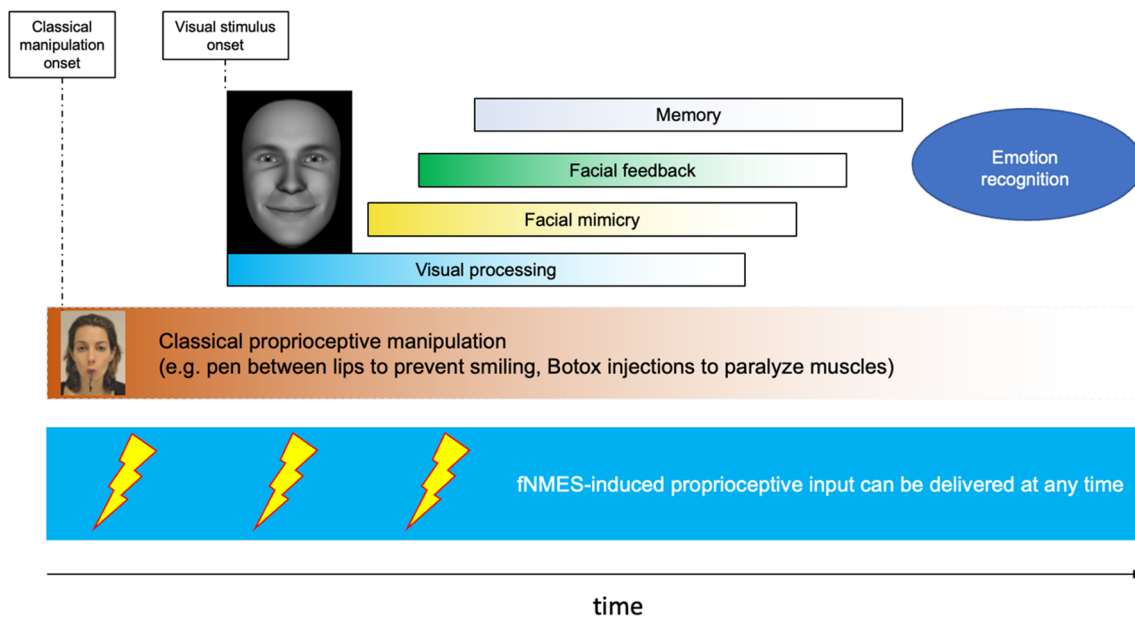 Classical
manipulation
onset
Visual stimulus
onset
Memory
Facial feedback
Facial mimicry
Visual processing
Emotion
recognition
Classical proprioceptive manipulation
(e.g. pen between lips to prevent smiling, Botox injections to paralyze muscles)
fNMES-induced proprioceptive input can be delivered at any time
time